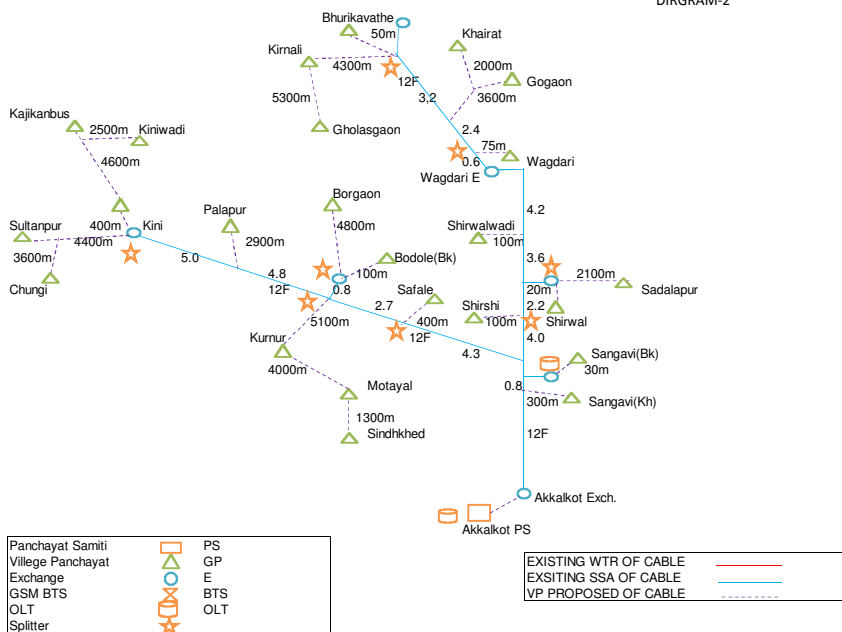 DIRGRAM-2
Bhurikavathe
50m
Khairat
Kirnali
4300m
12F
2000m
Gogaon
5300m
3,2
3600m
Kajikanbus
Gholasgaon
2.4
2500m
Kiniwadi
75m
4600m
0.6
Wagdari
Wagdari E
Borgaon
Palapur
4.2
Sultanpur
400m
Kini
4800m
Shirwalwadi
4400m
2900m
100m
3600m
5.0
Bodole(Bk)
3.6
100m
4.8
2100m
Chungi
12F
0.8
Safale
20m
Sadalapur
2.7
2.2
5100m
400m
Shirshi
100m
Shirwal
Kurnur
12F
4.0
4.3
Sangavi(Bk)
4000m
30m
Motayal
0.8
300m
Sangavi(Kh)
1300m
Sindhkhed
12F
Akkalkot Exch.
Akkalkot PS
Panchayat Samiti PS
Villege Panchayat GP
Exchange E
GSM BTS BTS
OLT OLT
Splitter
EXISTING WTR OF CABLE
EXSITING SSA OF CABLE
VP PROPOSED OF CABLE